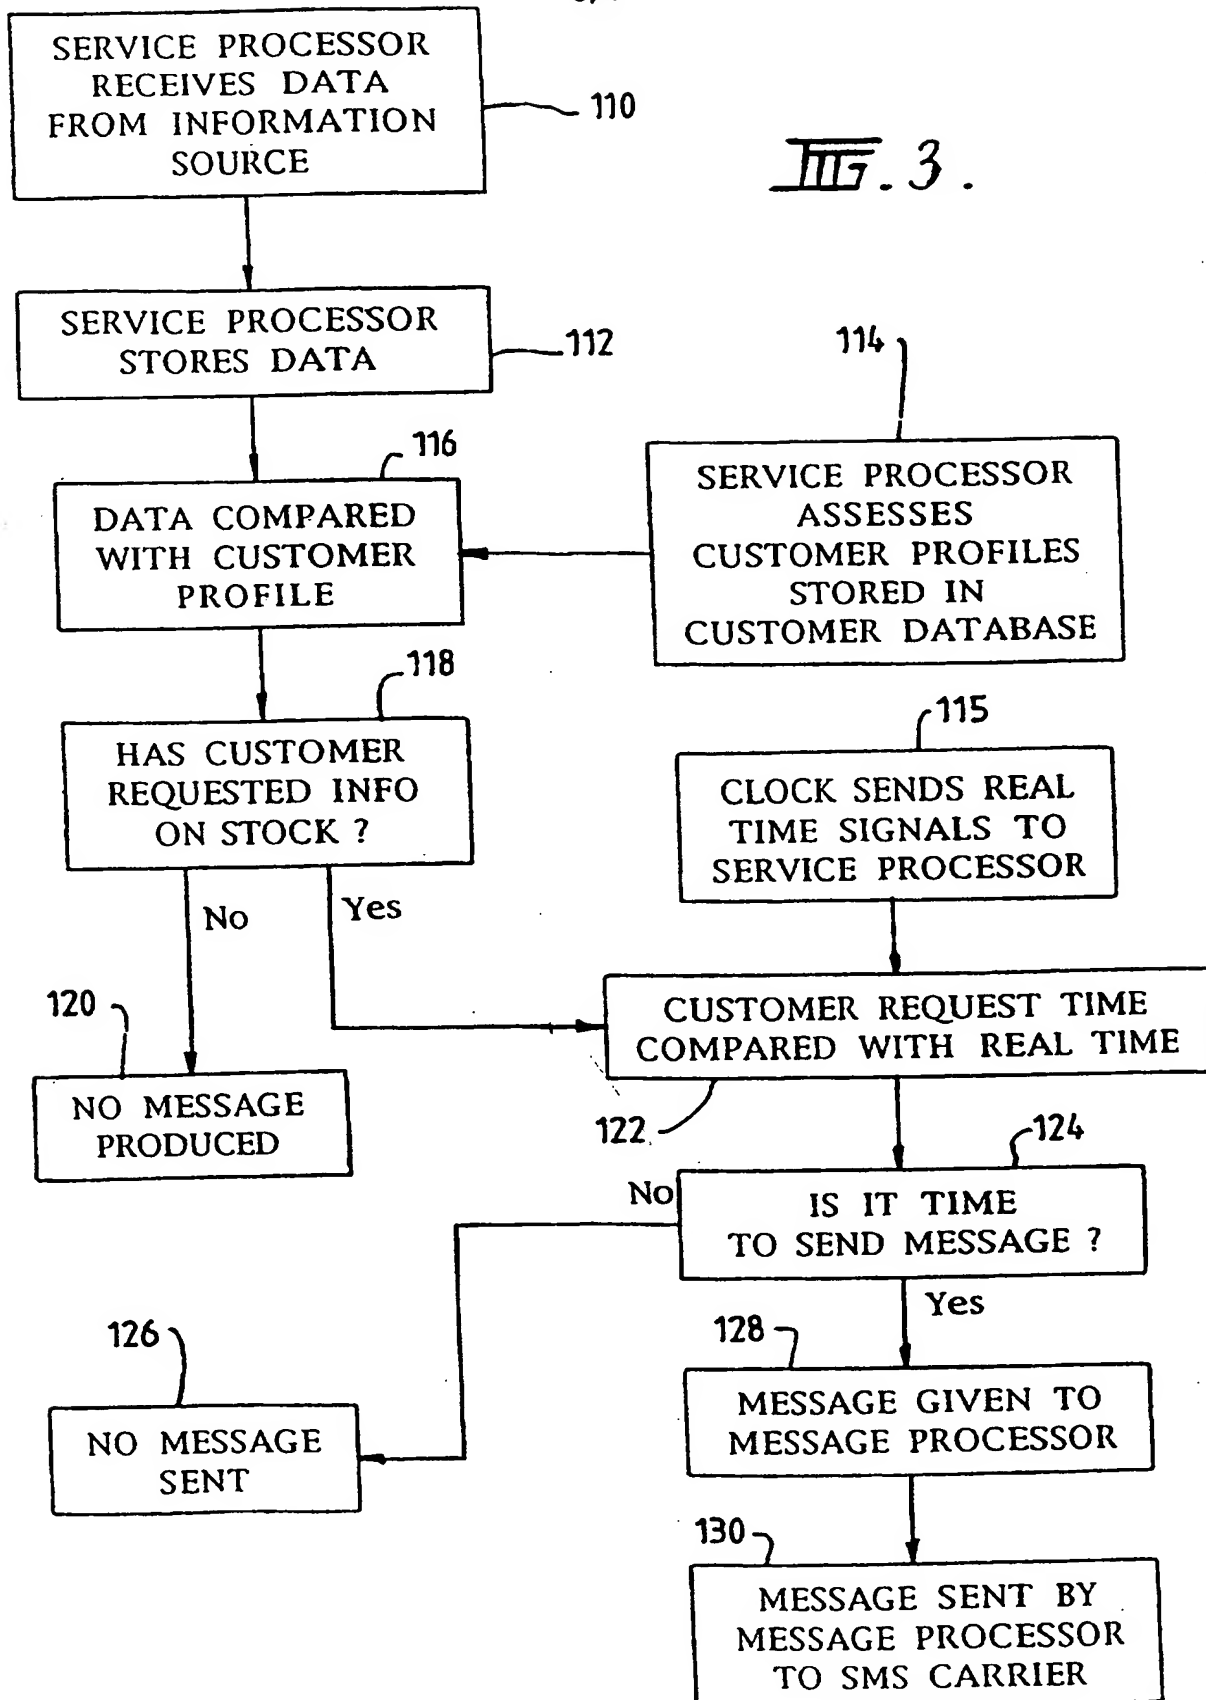 SERVICE PROCESSOR
RECEIVES DATA
FROM INFORMATION
SOURCE
110
FIG. 3.
SERVICE PROCESSOR
STORES DATA
112
114
116
DATA COMPARED
WITH CUSTOMER
PROFILE
SERVICE PROCESSOR
ASSESSES
CUSTOMER PROFILES
STORED IN
CUSTOMER DATABASE
118
HAS CUSTOMER
REQUESTED INFO
ON STOCK ?
115
CLOCK SENDS REAL
TIME SIGNALS TO
SERVICE PROCESSOR
No
Yes
120
NO MESSAGE
PRODUCED
CUSTOMER REQUEST TIME
COMPARED WITH REAL TIME
122
124
No
IS IT TIME
TO SEND MESSAGE ?
Yes
126
NO MESSAGE
SENT
128
MESSAGE GIVEN TO
MESSAGE PROCESSOR
130
MESSAGE SENT BY
MESSAGE PROCESSOR
TO SMS CARRIER